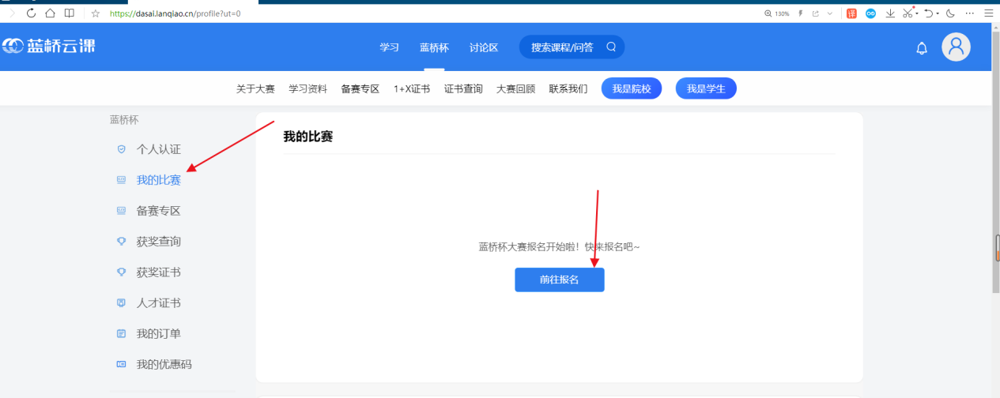 https://dasai.lanqiao.cn/profile?ut=0
130%
译
蓝桥云课
学习
蓝桥杯
讨论区
搜索课程/问答
关于大赛
学习资料
备赛专区
1+X证书
证书查询
大赛回顾
联系我们
我是院校
我是学生
蓝桥杯
个人认证
我的比赛
备赛专区
获奖查询
获奖证书
人才证书
我的订单
我的优惠码
我的比赛
蓝桥杯大赛报名开始啦！快来报名吧~
前往报名